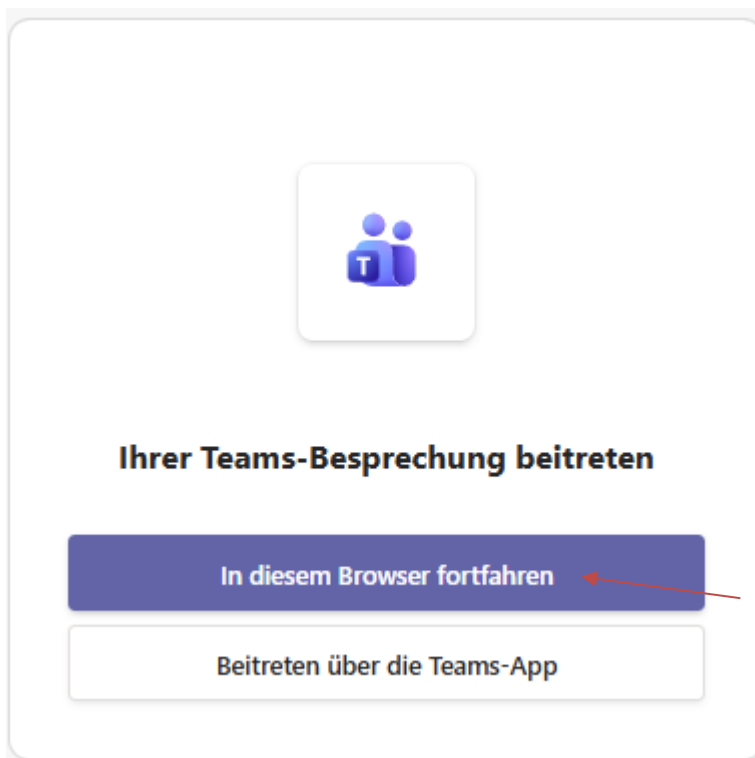 T
Ihrer Teams-Besprechung beitreten
In diesem Browser fortfahren
Beitreten über die Teams-App